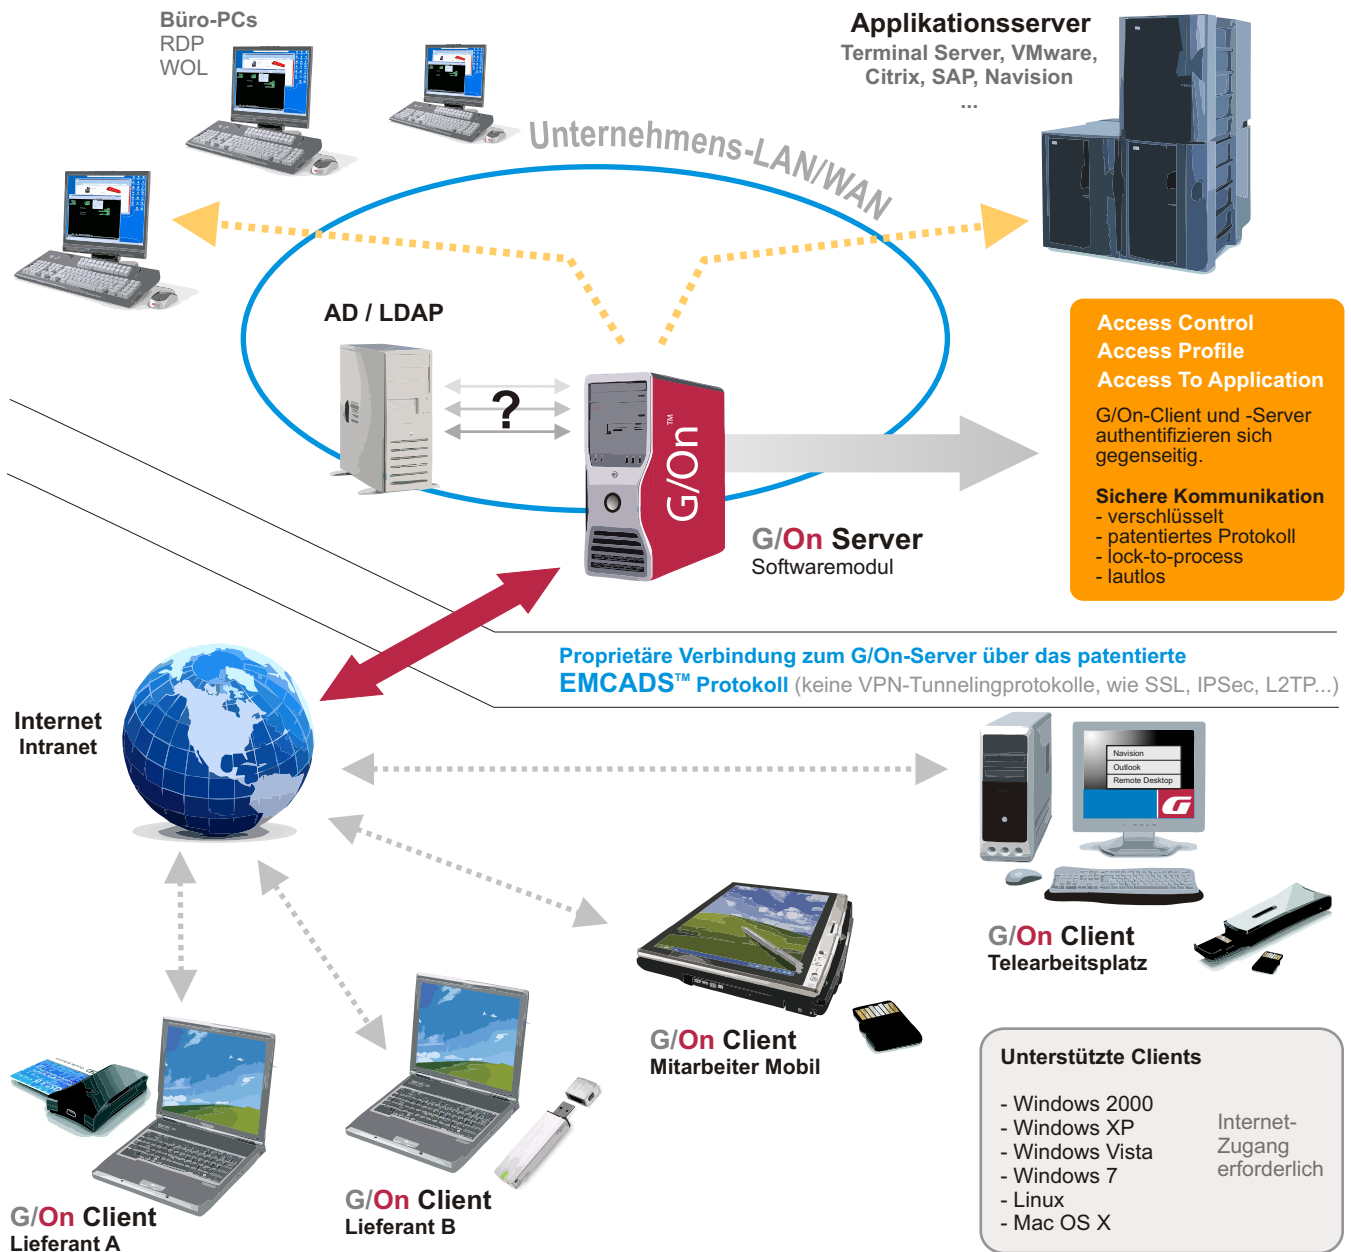 Büro-PCs
RDP
WOL
Applikationsserver
Terminal Server, VMware,
Citrix, SAP, Navision
...
Unternehmens-LAN/WAN
AD / LDAP
?
G/On™
G/On Server
Softwaremodul
Access Control
Access Profile
Access To Application
G/On-Client und -Server
authentifizieren sich
gegenseitig.
Sichere Kommunikation
- verschlüsselt
- patentiertes Protokoll
- lock-to-process
- lautlos
Proprietäre Verbindung zum G/On-Server über das patentierte
EMCADS™ Protokoll (keine VPN-Tunnelingprotokolle, wie SSL, IPSec, L2TP...)
Internet
Intranet
Navision
Outlook
Remote Desktop
G
G/On Client
Telearbeitsplatz
G/On Client
Mitarbeiter Mobil
G/On Client
Lieferant B
G/On Client
Lieferant A
Unterstützte Clients
- Windows 2000
- Windows XP
- Windows Vista
- Windows 7
- Linux
- Mac OS X
Internet-
Zugang
erforderlich